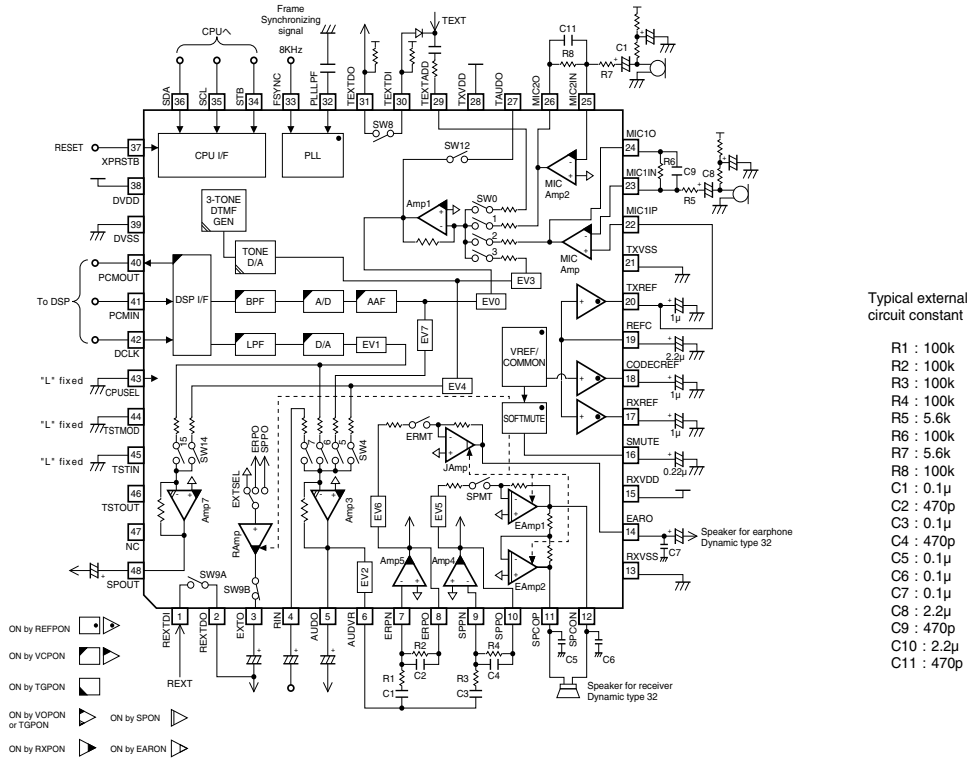 Frame
Synchronizing
signal
CPUへ
8KHz
TEXT
C11
R8
C1
R7
SDA
SCL
STB
FSYNC
PLLLPF
TEXTDO
TEXTDI
TEXTADD
TXVDD
TAUDO
MIC2O
MIC2IN
36
35
34
33
32
31
30
29
28
27
26
25
RESET
37
XPRSTB
38
DVDD
39
DVSS
40
PCMOUT
To DSP
41
PCMIN
42
DCLK
"L" fixed
43
CPUSEL
"L" fixed
44
TSTMOD
"L" fixed
45
TSTIN
46
TSTOUT
47
NC
48
SPOUT
CPU I/F
PLL
SW8
SW12
3-TONE
DTMF
GEN
TONE
D/A
Amp1
SW0
1
2
3
MIC
Amp2
MIC
Amp
EV3
DSP I/F
BPF
A/D
AAF
EV0
LPF
D/A
EV1
EV7
EV4
VREF/
COMMON
SOFTMUTE
15
SW14
EXTSEL
ERPO
SPPO
7
6
5
SW4
ERMT
JAmp
SPMT
EAmp1
EAmp2
EV6
EV5
Amp7
RAmp
Amp3
EV2
Amp5
Amp4
SW9A
SW9B
MIC1O
24
R6
C9
MIC1IN
23
R5
C8
MIC1IP
22
TXVSS
21
TXREF
20
1μ
REFC
19
2.2μ
CODECREF
18
1μ
RXREF
17
1μ
SMUTE
16
0.22μ
RXVDD
15
EARO
14
Speaker for earphone
Dynamic type 32
C7
RXVSS
13
1
2
3
4
5
6
7
8
9
10
11
12
REXTDI
REXTDO
EXTO
RIN
AUDO
AUDVR
ERPN
ERPO
SPPN
SPPO
SPCOP
SPCON
REXT
R2
C2
R1
C1
R4
C4
R3
C3
C5
C6
Speaker for receiver
Dynamic type 32
ON by REFPON
ON by VCPON
ON by TGPON
ON by VOPON
or TGPON
ON by SPON
ON by RXPON
ON by EARON
Typical external
circuit constant
R1 : 100k
R2 : 100k
R3 : 100k
R4 : 100k
R5 : 5.6k
R6 : 100k
R7 : 5.6k
R8 : 100k
C1 : 0.1μ
C2 : 470p
C3 : 0.1μ
C4 : 470p
C5 : 0.1μ
C6 : 0.1μ
C7 : 0.1μ
C8 : 2.2μ
C9 : 470p
C10 : 2.2μ
C11 : 470p